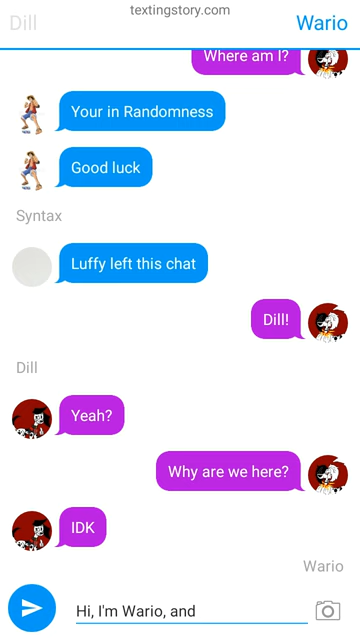 textingstory.com
Dill
Wario
Where am I?
Your in Randomness
Good luck
Syntax
Luffy left this chat
Dill!
Dill
Yeah?
Why are we here?
IDK
Wario
Hi, I'm Wario, and